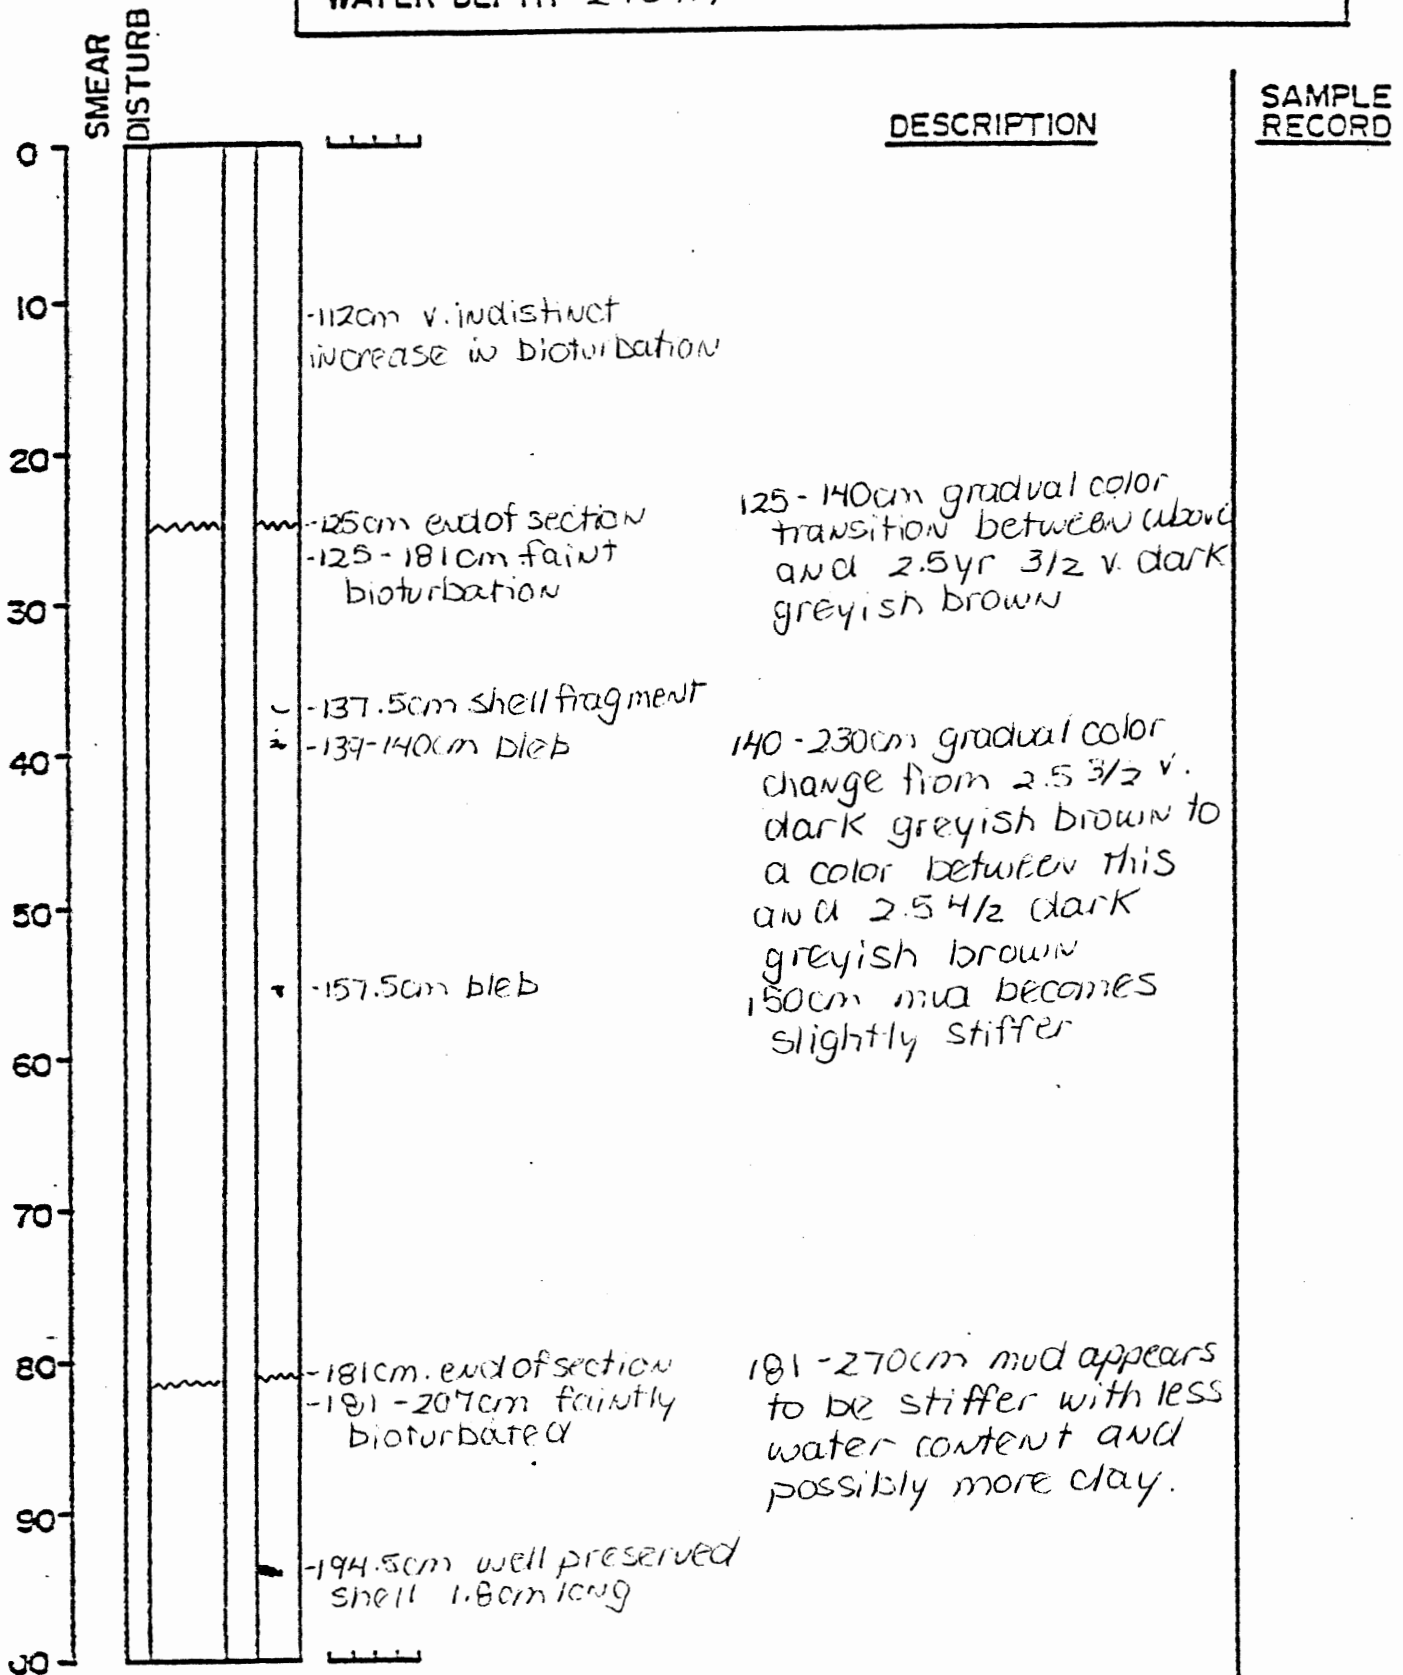 WATER DEPTH
SMEAR
DISTURB
DESCRIPTION
SAMPLE
RECORD
0
10
20
30
40
50
60
70
80
90
-112cm v. indistinct
increase in bioturbation
-125cm end of section
-125-181cm faint
bioturbation
-137.5cm shell fragment
-139-140cm bleb
-157.5cm bleb
-181cm. end of section
-181-207cm faintly
bioturbated
-194.5cm well preserved
shell 1.8cm long
125-140cm gradual color
transition between above
and 2.5yr 3/2 v. dark
greyish brown
140-230cm gradual color
change from 2.5 3/2 v.
dark greyish brown to
a color between this
and 2.5 4/2 dark
greyish brown
150cm mud becomes
slightly stiffer
181-270cm mud appears
to be stiffer with less
water content and
possibly more clay.